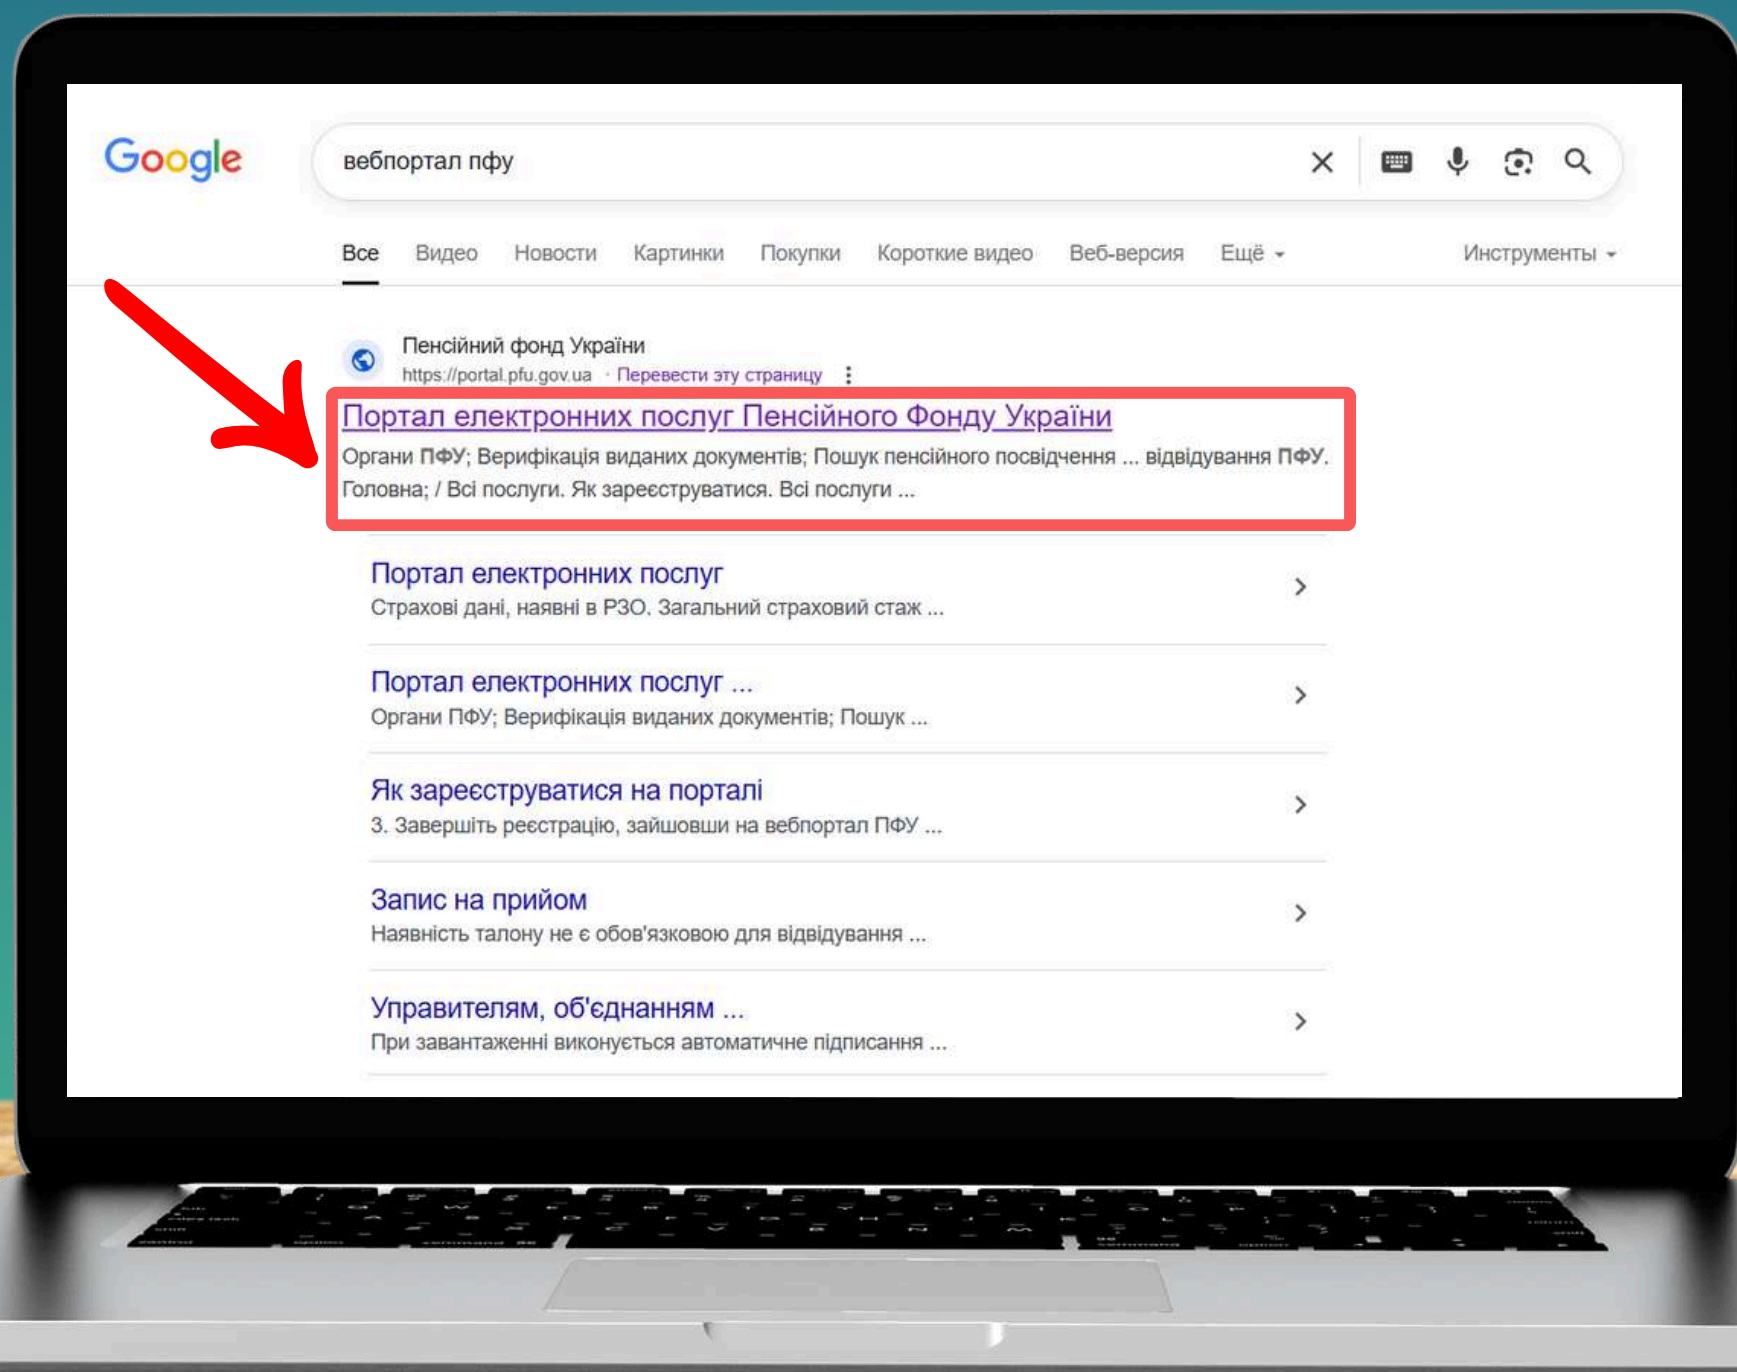 Google
вебпортал пфу
Все Видео Новости Картинки Покупки Короткие видео Веб-версия Ещё Инструменты
Пенсійний фонд України
https://portal.pfu.gov.ua · Перевести эту страницу
Портал електронних послуг Пенсійного Фонду України
Органи ПФУ; Верифікація виданих документів; Пошук пенсійного посвідчення ... відвідування ПФУ.
Головна; / Всі послуги. Як зареєструватися. Всі послуги ...
Портал електронних послуг
Страхові дані, наявні в РЗО. Загальний страховий стаж ...
Портал електронних послуг ...
Органи ПФУ; Верифікація виданих документів; Пошук ...
Як зареєструватися на порталі
3. Завершіть реєстрацію, зайшовши на вебпортал ПФУ ...
Запис на прийом
Наявність талону не є обов'язковою для відвідування ...
Управителям, об'єднанням ...
При завантаженні виконується автоматичне підписання ...